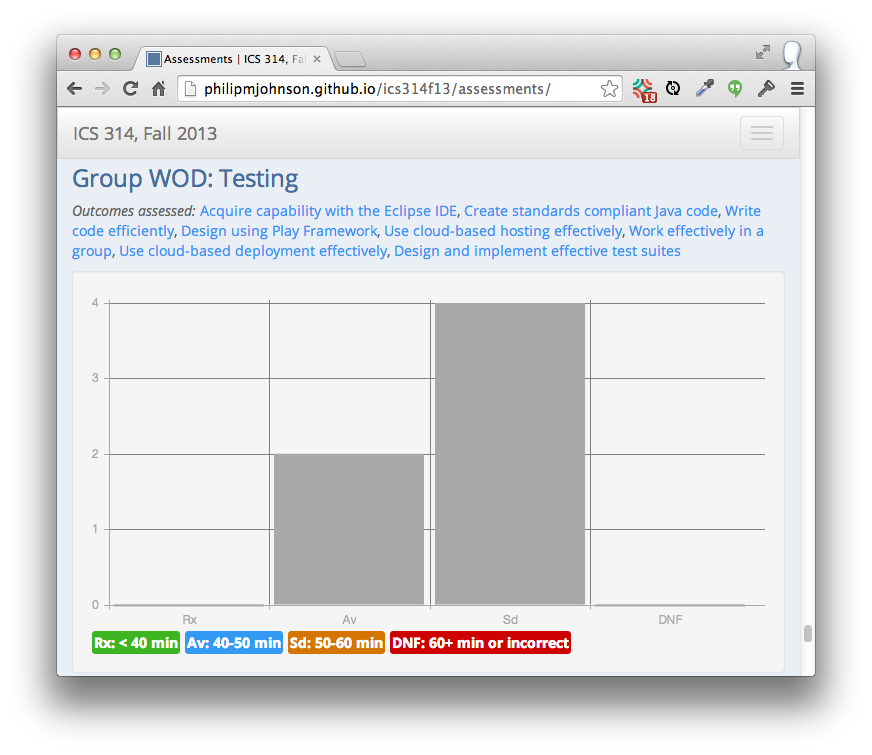 Assessments | ICS 314, Fa
philipmjohnson.github.io/ics314f13/assessments/
18
ICS 314, Fall 2013
Group WOD: Testing
Outcomes assessed: Acquire capability with the Eclipse IDE, Create standards compliant Java code, Write
code efficiently, Design using Play Framework, Use cloud-based hosting effectively, Work effectively in a
group, Use cloud-based deployment effectively, Design and implement effective test suites
4
3
2
1
0
Rx Av Sd DNF
Rx: < 40 min Av: 40-50 min Sd: 50-60 min DNF: 60+ min or incorrect